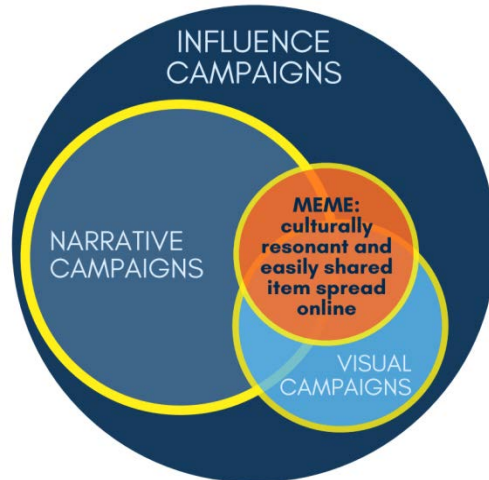 INFLUENCE
CAMPAIGNS
MEME:
culturally
resonant and
easily shared
item spread
online
NARRATIVE
CAMPAIGNS
VISUAL
CAMPAIGNS